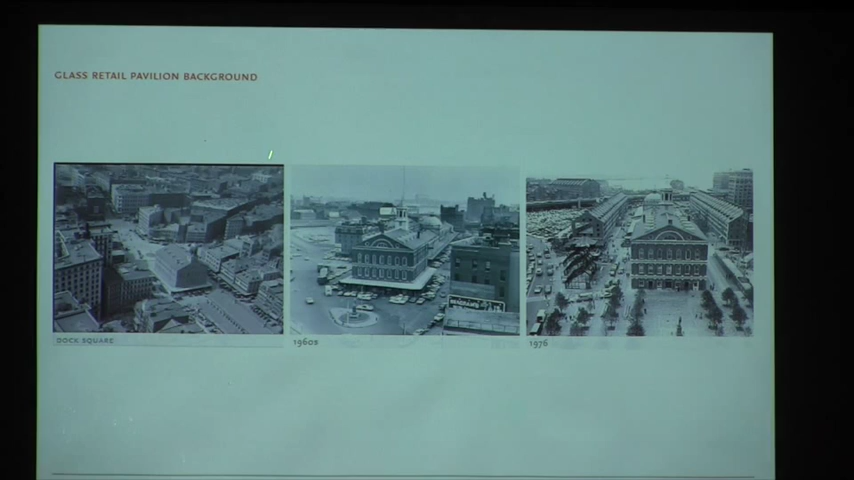 GLASS RETAIL PAVILION BACKGROUND
DOCK SQUARE
1960s
1976